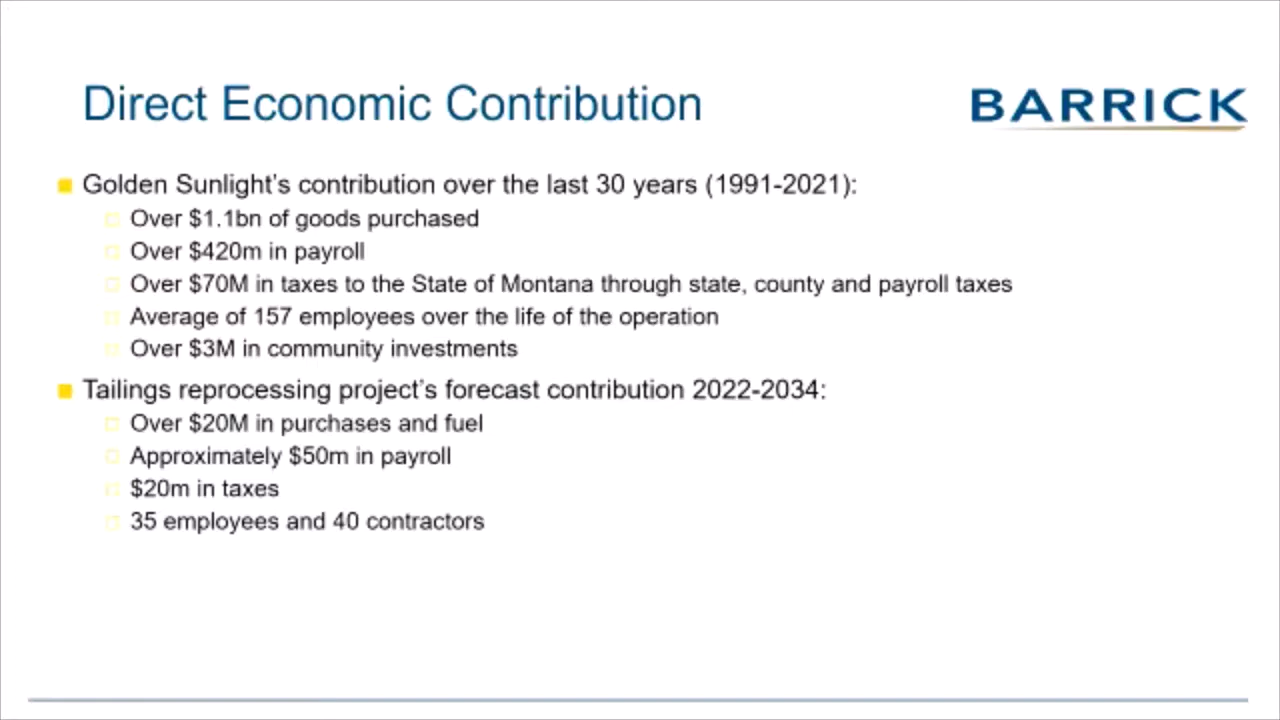 Direct Economic Contribution
BARRICK
Golden Sunlight's contribution over the last 30 years (1991-2021):
Over $1.1bn of goods purchased
Over $420m in payroll
Over $70M in taxes to the State of Montana through state, county and payroll taxes
Average of 157 employees over the life of the operation
Over $3M in community investments
Tailings reprocessing project's forecast contribution 2022-2034:
Over $20M in purchases and fuel
Approximately $50m in payroll
$20m in taxes
35 employees and 40 contractors